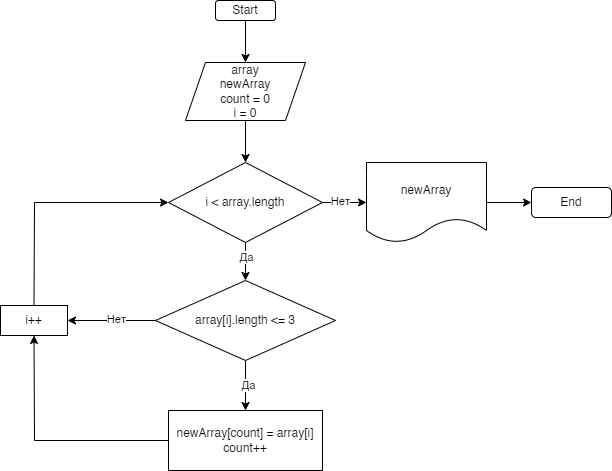 Start
array
newArray
count = 0
i = 0
i < array.length
Нет
newArray
End
Да
array[i].length <= 3
Нет
i++
Да
newArray[count] = array[i]
count++